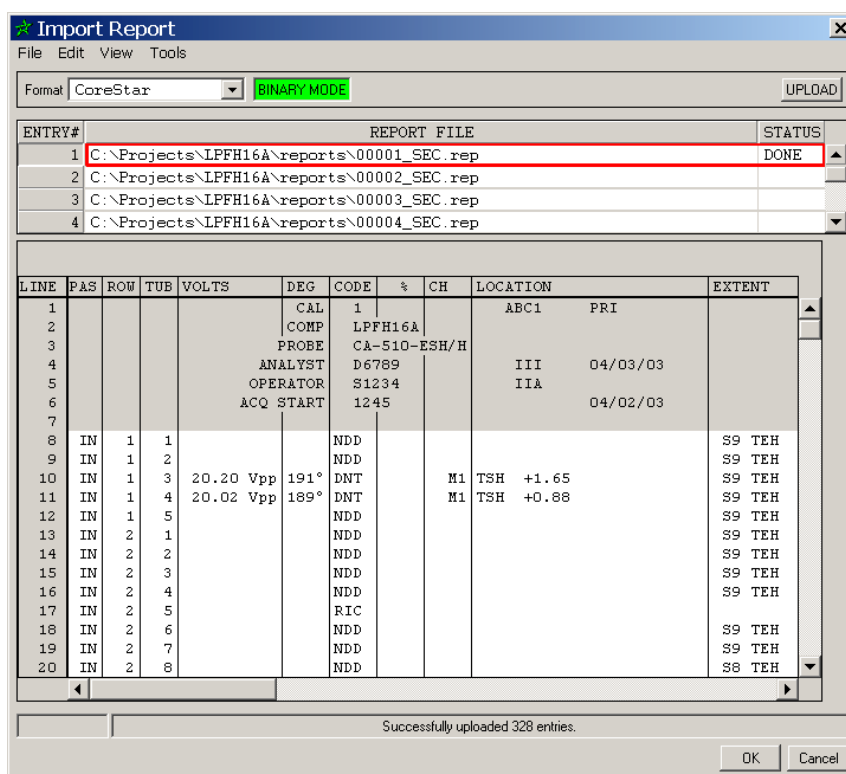 Import Report
File Edit View Tools
Format CoreStar BINARY MODE UPLOAD
ENTRY# REPORT FILE STATUS
1 C:\Projects\LPFH16A\reports\00001_SEC.rep DONE
2 C:\Projects\LPFH16A\reports\00002_SEC.rep
3 C:\Projects\LPFH16A\reports\00003_SEC.rep
4 C:\Projects\LPFH16A\reports\00004_SEC.rep
LINE PAS ROW TUB VOLTS DEG CODE % CH LOCATION EXTENT
1 CAL 1 ABC1 PRI
2 COMP LPFH16A
3 PROBE CA-510-ESH/H
4 ANALYST D6789 III 04/03/03
5 OPERATOR S1234 IIA
6 ACQ START 1245 04/02/03
7
8 IN 1 1 NDD S9 TEH
9 IN 1 2 NDD S9 TEH
10 IN 1 3 20.20 Vpp 191° DNT M1 TSH +1.65 S9 TEH
11 IN 1 4 20.02 Vpp 189° DNT M1 TSH +0.88 S9 TEH
12 IN 1 5 NDD S9 TEH
13 IN 2 1 NDD S9 TEH
14 IN 2 2 NDD S9 TEH
15 IN 2 3 NDD S9 TEH
16 IN 2 4 NDD S9 TEH
17 IN 2 5 RIC
18 IN 2 6 NDD S9 TEH
19 IN 2 7 NDD S9 TEH
20 IN 2 8 NDD S8 TEH
Successfully uploaded 328 entries.
OK Cancel